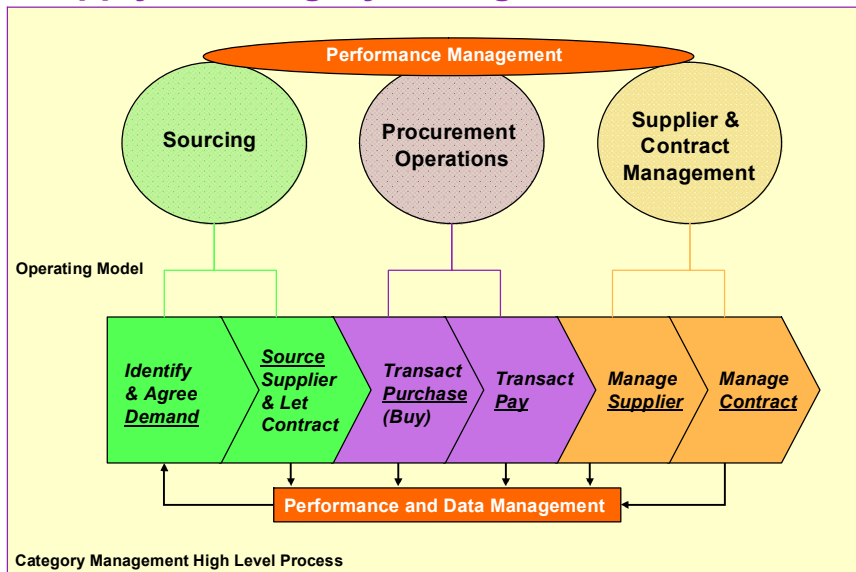 Performance Management
Sourcing
Procurement
Operations
Supplier &
Contract
Management
Operating Model
Identify
& Agree
Demand
Source
Supplier
& Let
Contract
Transact
Purchase
(Buy)
Transact
Pay
Manage
Supplier
Manage
Contract
Performance and Data Management
Category Management High Level Process